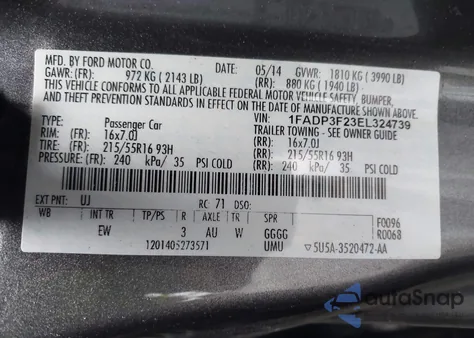 MFD. BY FORD MOTOR CO. DATE: 05/14 GVWR: 1810 KG ( 3990 LB)
GAWR: (FR): 972 KG ( 2143 LB) (RR): 880 KG ( 1940 LB)
THIS VEHICLE CONFORMS TO ALL APPLICABLE FEDERAL MOTOR VEHICLE SAFETY, BUMPER,
AND THEFT PREVENTION STANDARDS IN EFFECT ON THE DATE OF MANUFACTURE SHOWN ABOVE.
VIN: 1FADP3F23EL324739
TYPE: Passenger Car TRAILER TOWING - SEE OWNER GUIDE
RIM: (FR) 16x7.0J (RR): 16x7.0J
TIRE: (FR): 215/55R16 93H (RR): 215/55R16 93H
PRESSURE: (FR): 240 kPa/ 35 PSI COLD (RR): 240 kPa/ 35 PSI COLD
EXT PNT: UJ RC: 71 DSO:
WB INT TR TP/PS R AXLE TR SPR
EW 3 AU W GGGG
F0096
R0068
1201405273571 UMU 5U5A-3520472-AA
autoSnap